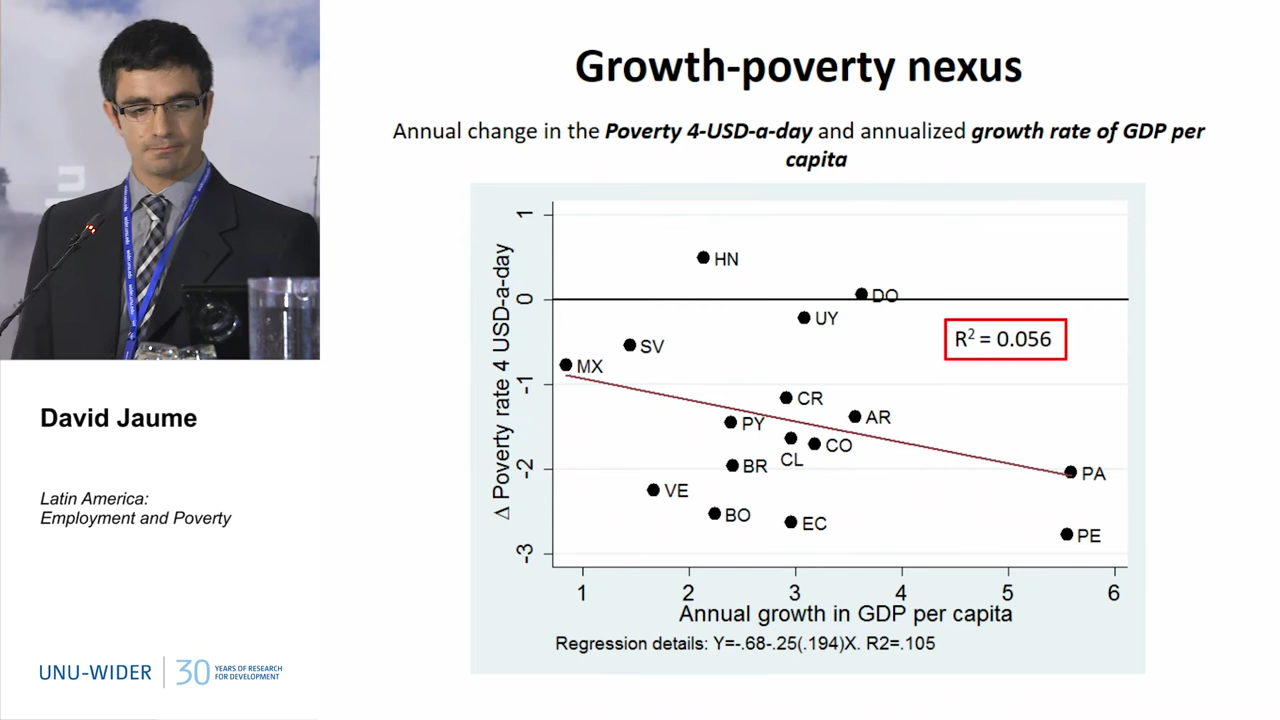 Growth-poverty nexus
Annual change in the Poverty 4-USD-a-day and annualized growth rate of GDP per
capita
Δ Poverty rate 4 USD-a-day
1
0
-1
-2
-3
HN
DO
UY
R² = 0.056
SV
MX
CR
AR
PY
CO
CL
BR
PA
VE
BO
EC
PE
1 2 3 4 5 6
Annual growth in GDP per capita
Regression details: Y=-.68-.25(.194)X. R2=.105
David Jaume
Latin America:
Employment and Poverty
UNU-WIDER
30 YEARS OF RESEARCH
FOR DEVELOPMENT